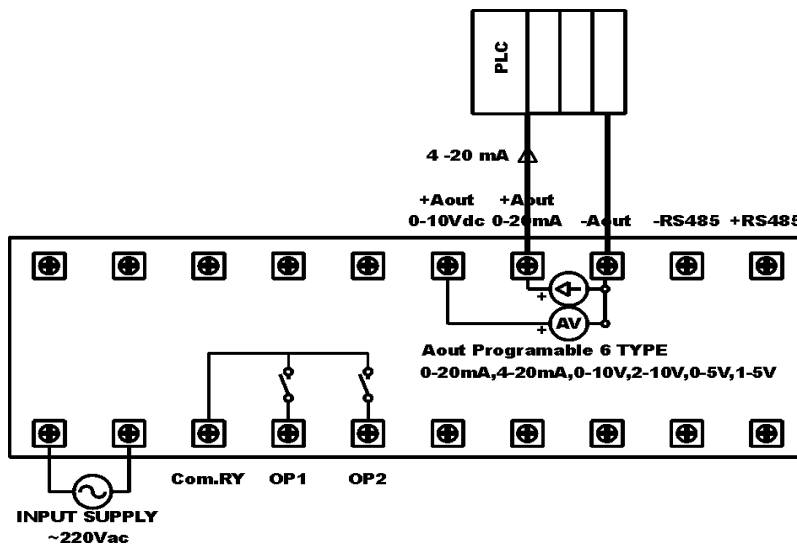 PLC
4 -20 mA
+Aout +Aout
0-10Vdc 0-20mA -Aout -RS485 +RS485
+
+ AV
Aout Programable 6 TYPE
0-20mA,4-20mA,0-10V,2-10V,0-5V,1-5V
Com.RY OP1 OP2
INPUT SUPPLY
~220Vac